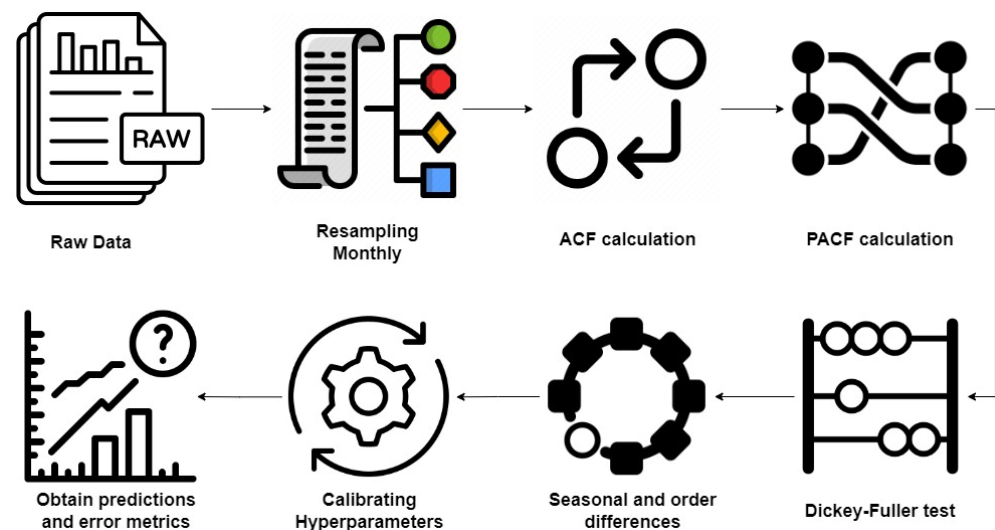 RAW
Raw Data
Resampling
Monthly
ACF calculation
PACF calculation
?
Obtain predictions
and error metrics
Calibrating
Hyperparameters
Seasonal and order
differences
Dickey-Fuller test